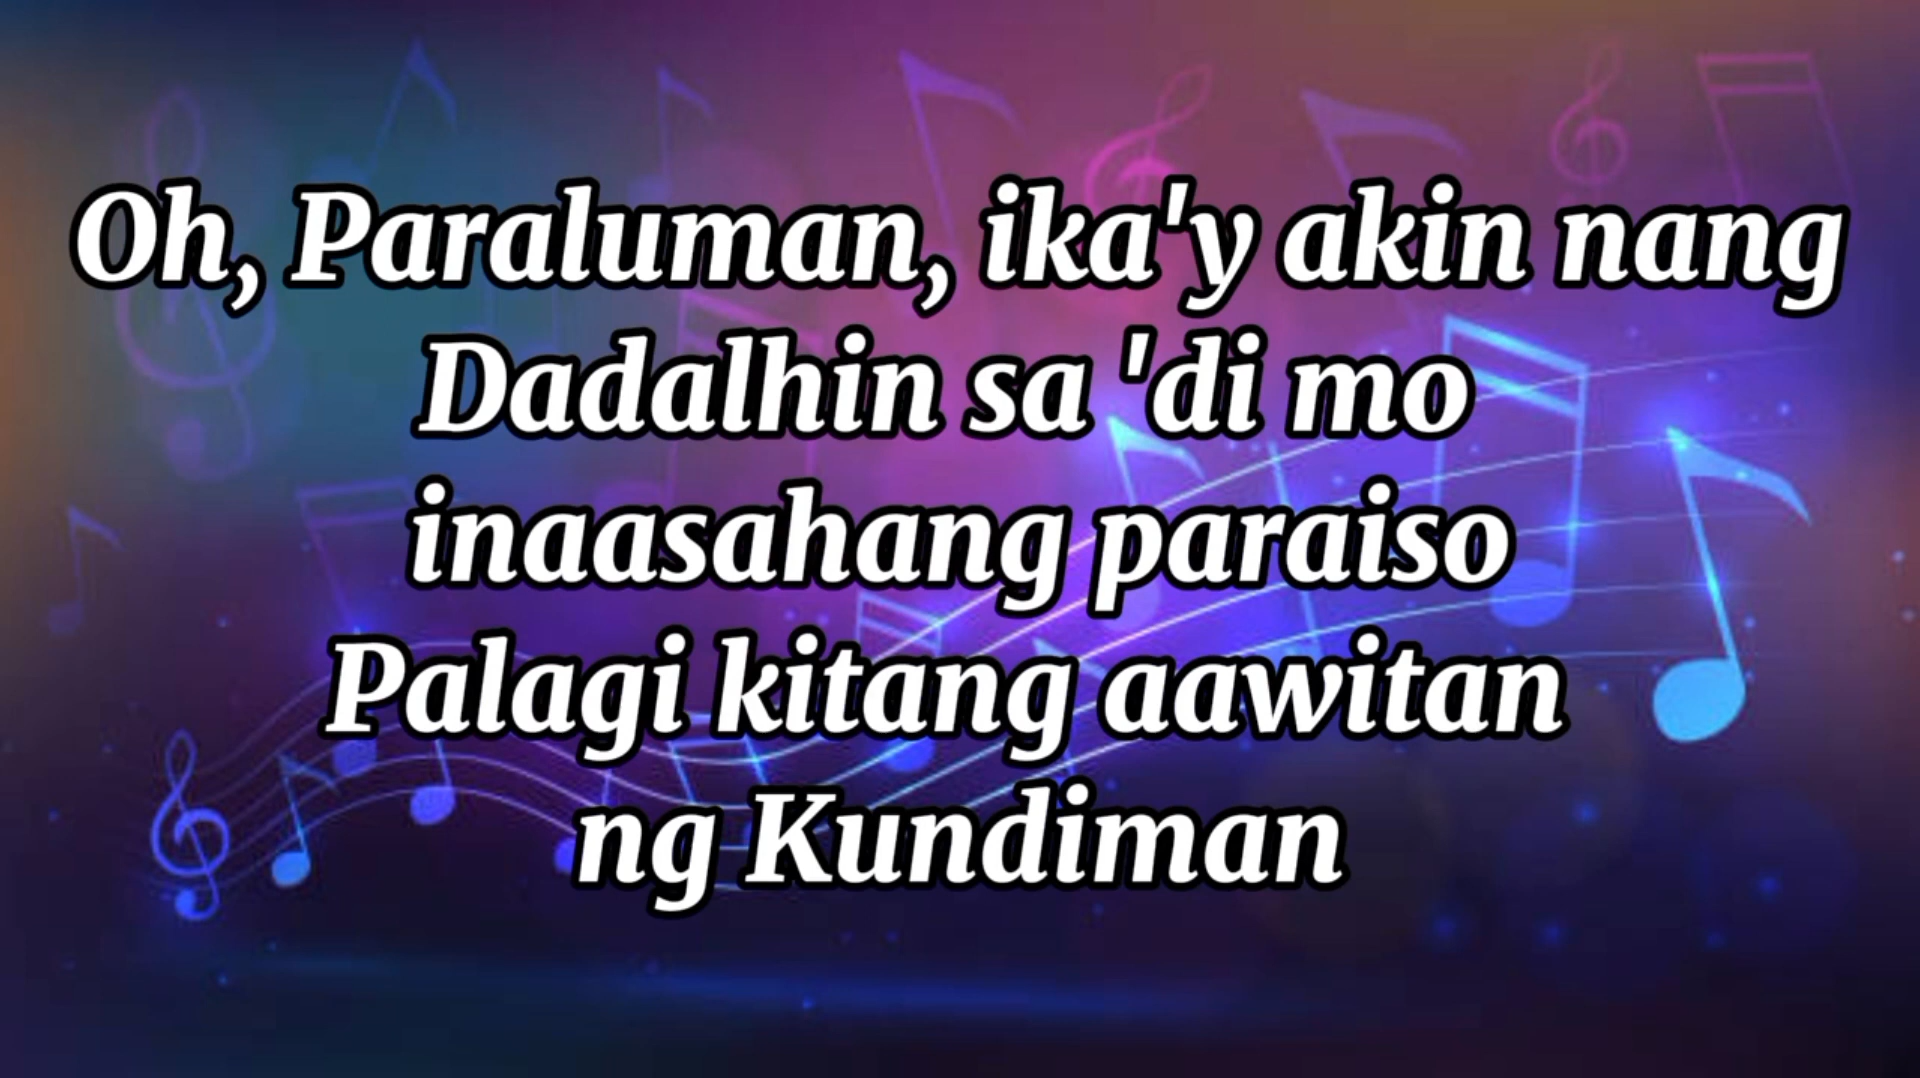 Oh, Paraluman, ika'y akin nang
Dadalhin sa 'di mo
inaasahang paraiso
Palagi kitang aawitan
ng Kundiman